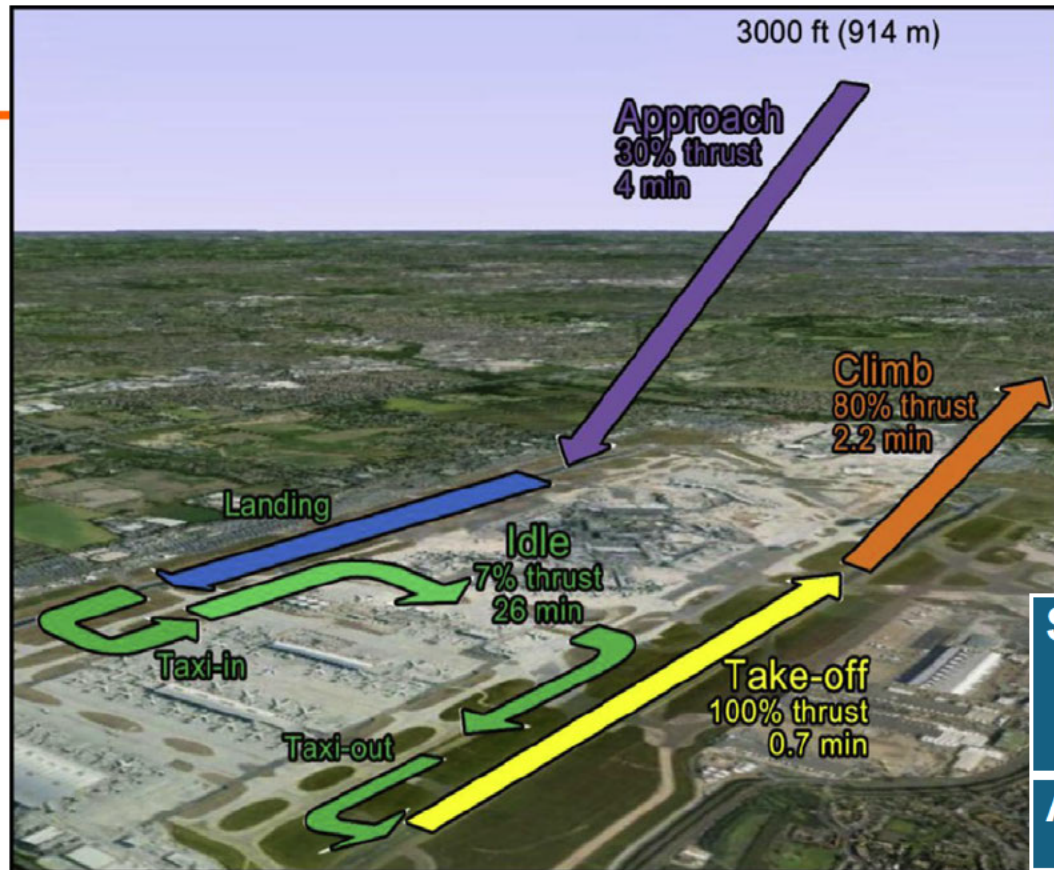 3000 ft (914 m)
Approach
30% thrust
4 min
Climb
80% thrust
2.2 min
Landing
Idle
7% thrust
26 min
Taxi-in
Take-off
100% thrust
0.7 min
Taxi-out